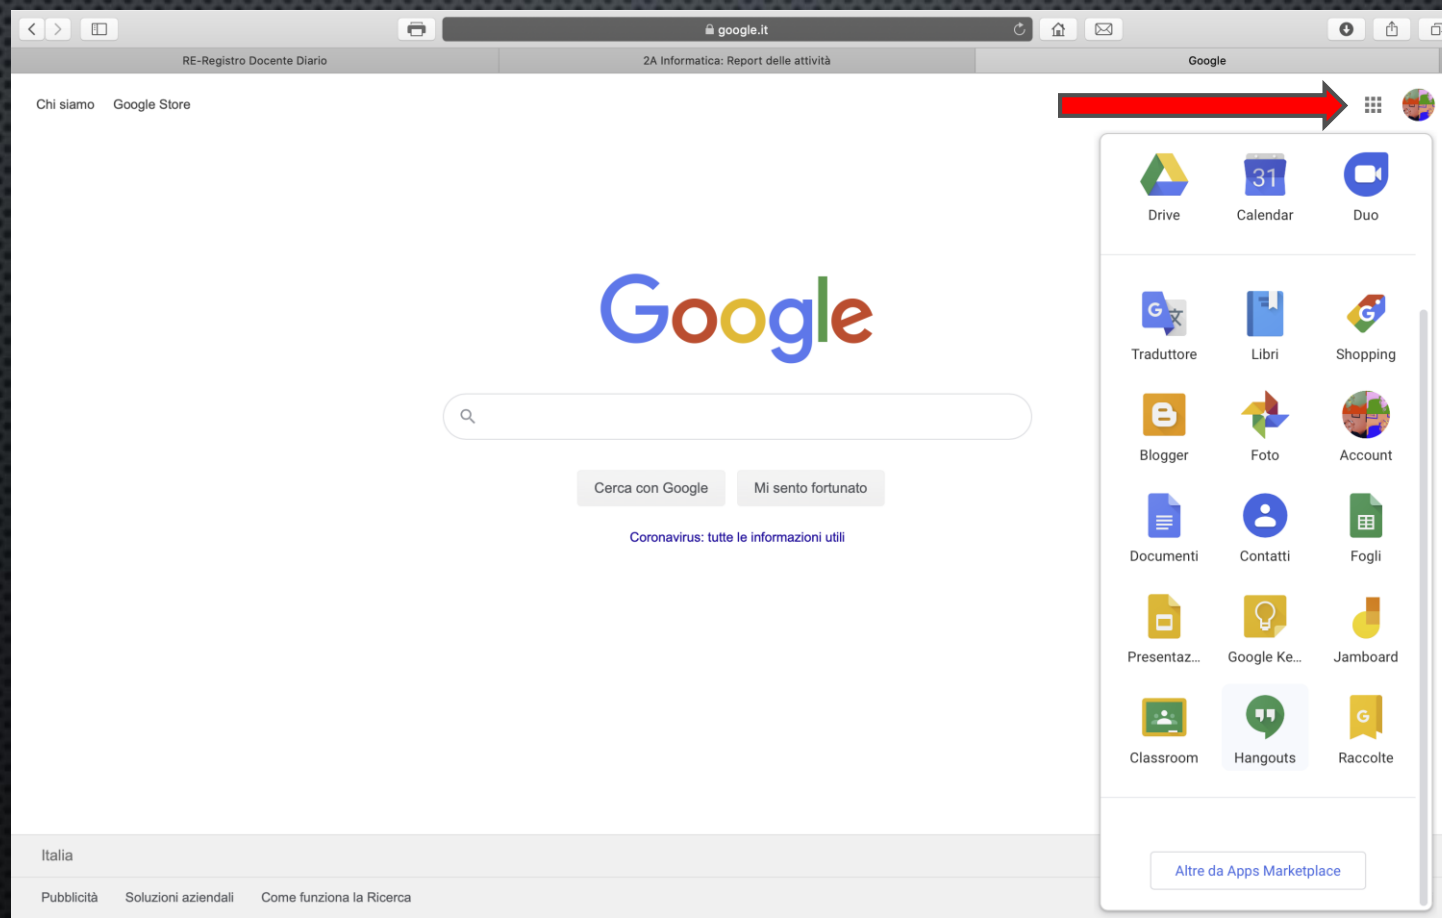 google.it
RE-Registro Docente Diario
2A Informatica: Report delle attività
Google
Chi siamo
Google Store
31
Drive
Calendar
Duo
Google
G
文
G
Traduttore
Libri
Shopping
Blogger
Foto
Account
Cerca con Google
Mi sento fortunato
Coronavirus: tutte le informazioni utili
Documenti
Contatti
Fogli
Presentaz...
Google Ke...
Jamboard
G
Classroom
Hangouts
Raccolte
Italia
Altre da Apps Marketplace
Pubblicità
Soluzioni aziendali
Come funziona la Ricerca